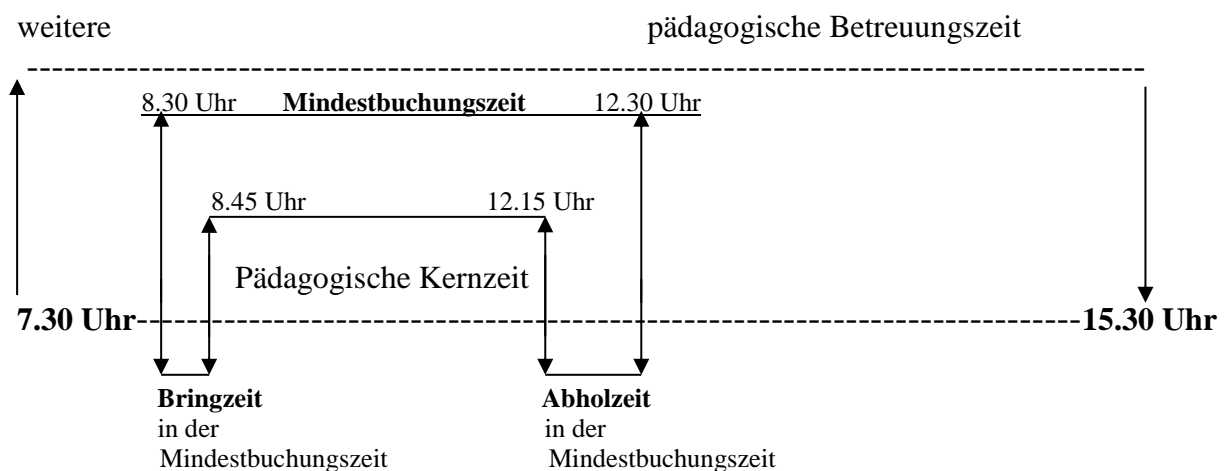 weitere pädagogische Betreuungszeit
8.30 Uhr Mindestbuchungszeit 12.30 Uhr
8.45 Uhr 12.15 Uhr
Pädagogische Kernzeit
7.30 Uhr 15.30 Uhr
Bringzeit
in der
Mindestbuchungszeit
Abholzeit
in der
Mindestbuchungszeit